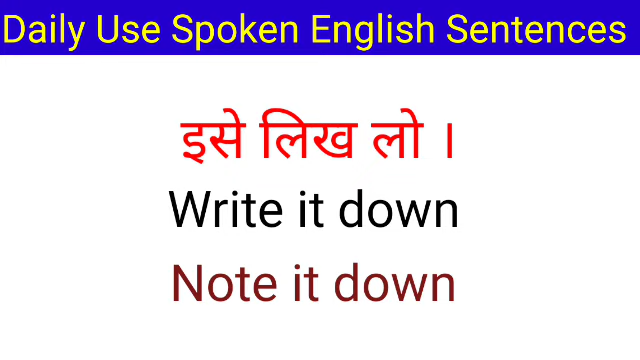 Daily Use Spoken English Sentences
इसे लिख लो ।
Write it down
Note it down